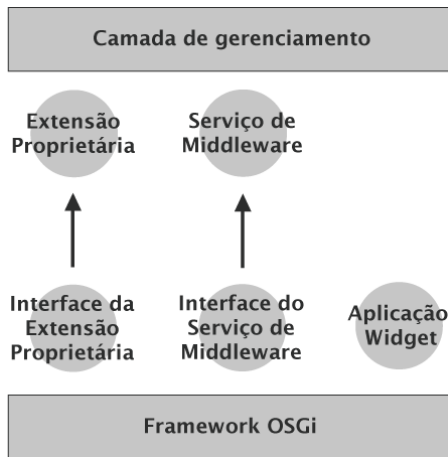 Camada de gerenciamento
Extensão
Proprietária
Serviço de
Middleware
Interface da
Extensão
Proprietária
Interface do
Serviço de
Middleware
Aplicação
Widget
Framework OSGi